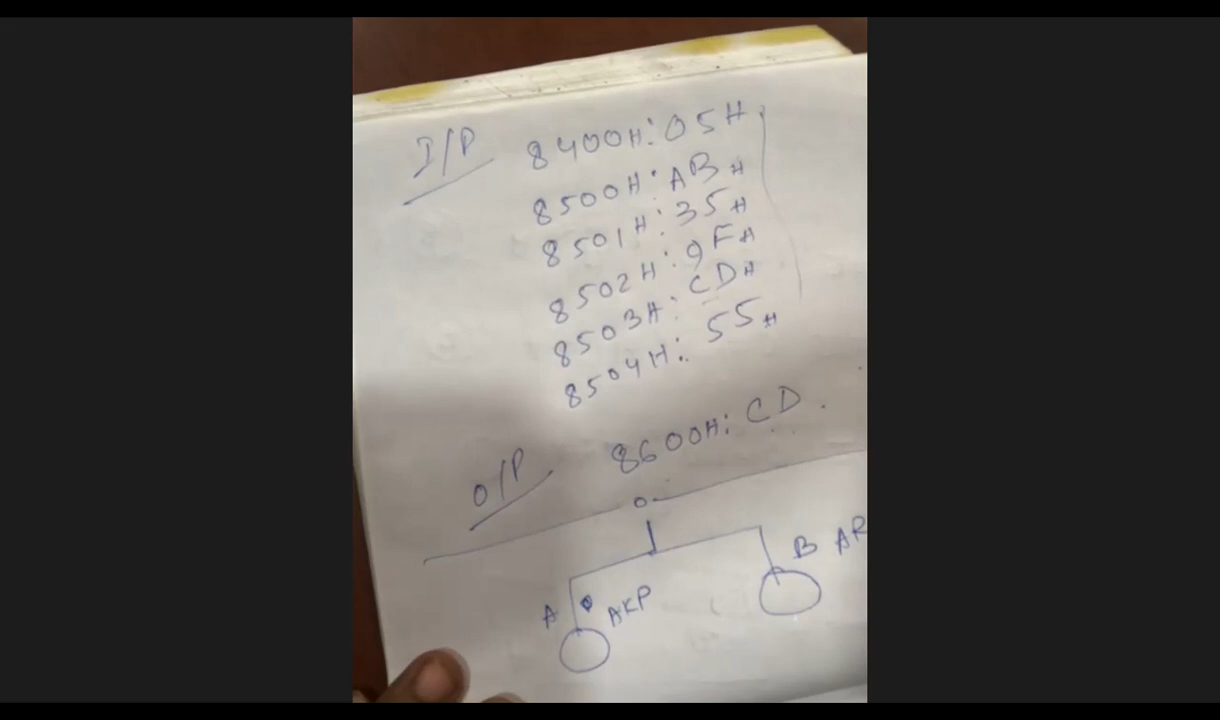 I/P 8400H: 05H
8500H: ABH
8501H: 35H
8502H: 9FH
8503H: CDH
8504H: 55H
O/P 8600H: CD
A AKP B AR